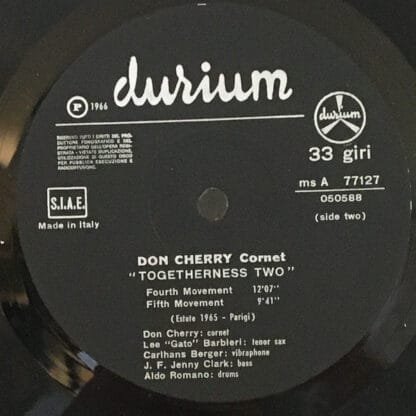 durium
℗ 1966
durium
RISERVATI TUTTI I DIRITTI DEL PRO-
DUTTORE FONOGRAFICO E DEL
PROPRIETARIO DELL'OPERA REGI-
STRATA - VIETATE DUPLICAZIONE,
UTILIZZAZIONE DI QUESTO DISCO
PER PUBBLICA ESECUZIONE E
RADIODIFFUSIONE.
33 giri
ms A 77127
050588
(side two)
S.I.A.E.
Made in Italy
DON CHERRY Cornet
"TOGETHERNESS TWO"
Fourth Movement 12'07"
Fifth Movement 9'41"
(Estate 1965 - Parigi)
Don Cherry: cornet
Lee "Gato" Barbieri: tenor sax
Carlhans Berger: vibraphone
J. F. Jenny Clark: bass
Aldo Romano: drums